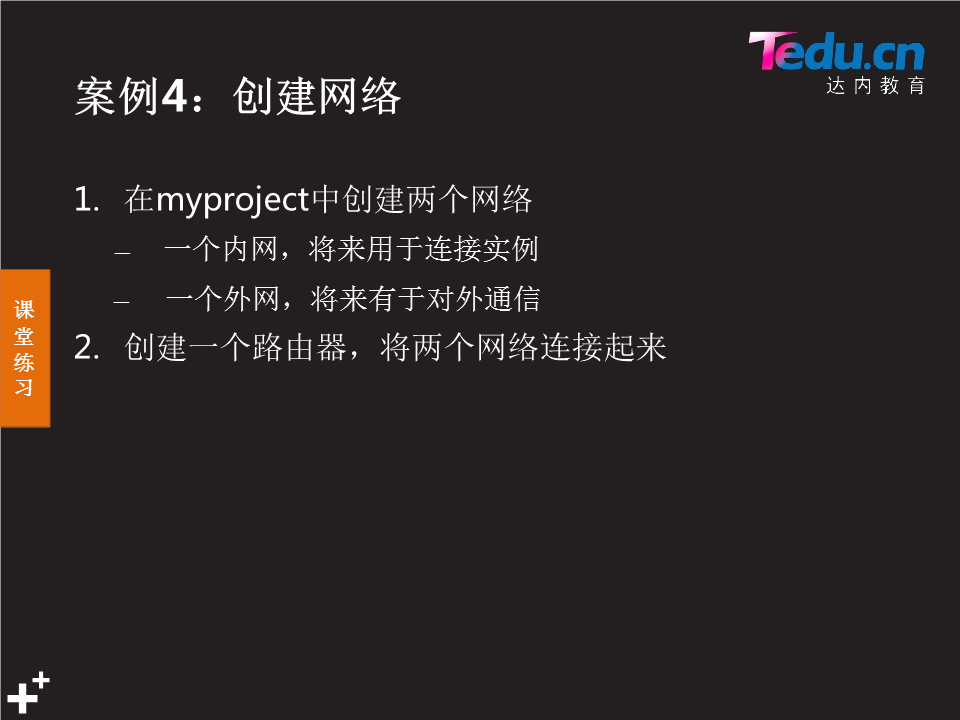 Tedu.cn
达内教育
案例4：创建网络
1. 在myproject中创建两个网络
– 一个内网，将来用于连接实例
– 一个外网，将来有于对外通信
2. 创建一个路由器，将两个网络连接起来
课
堂
练
习